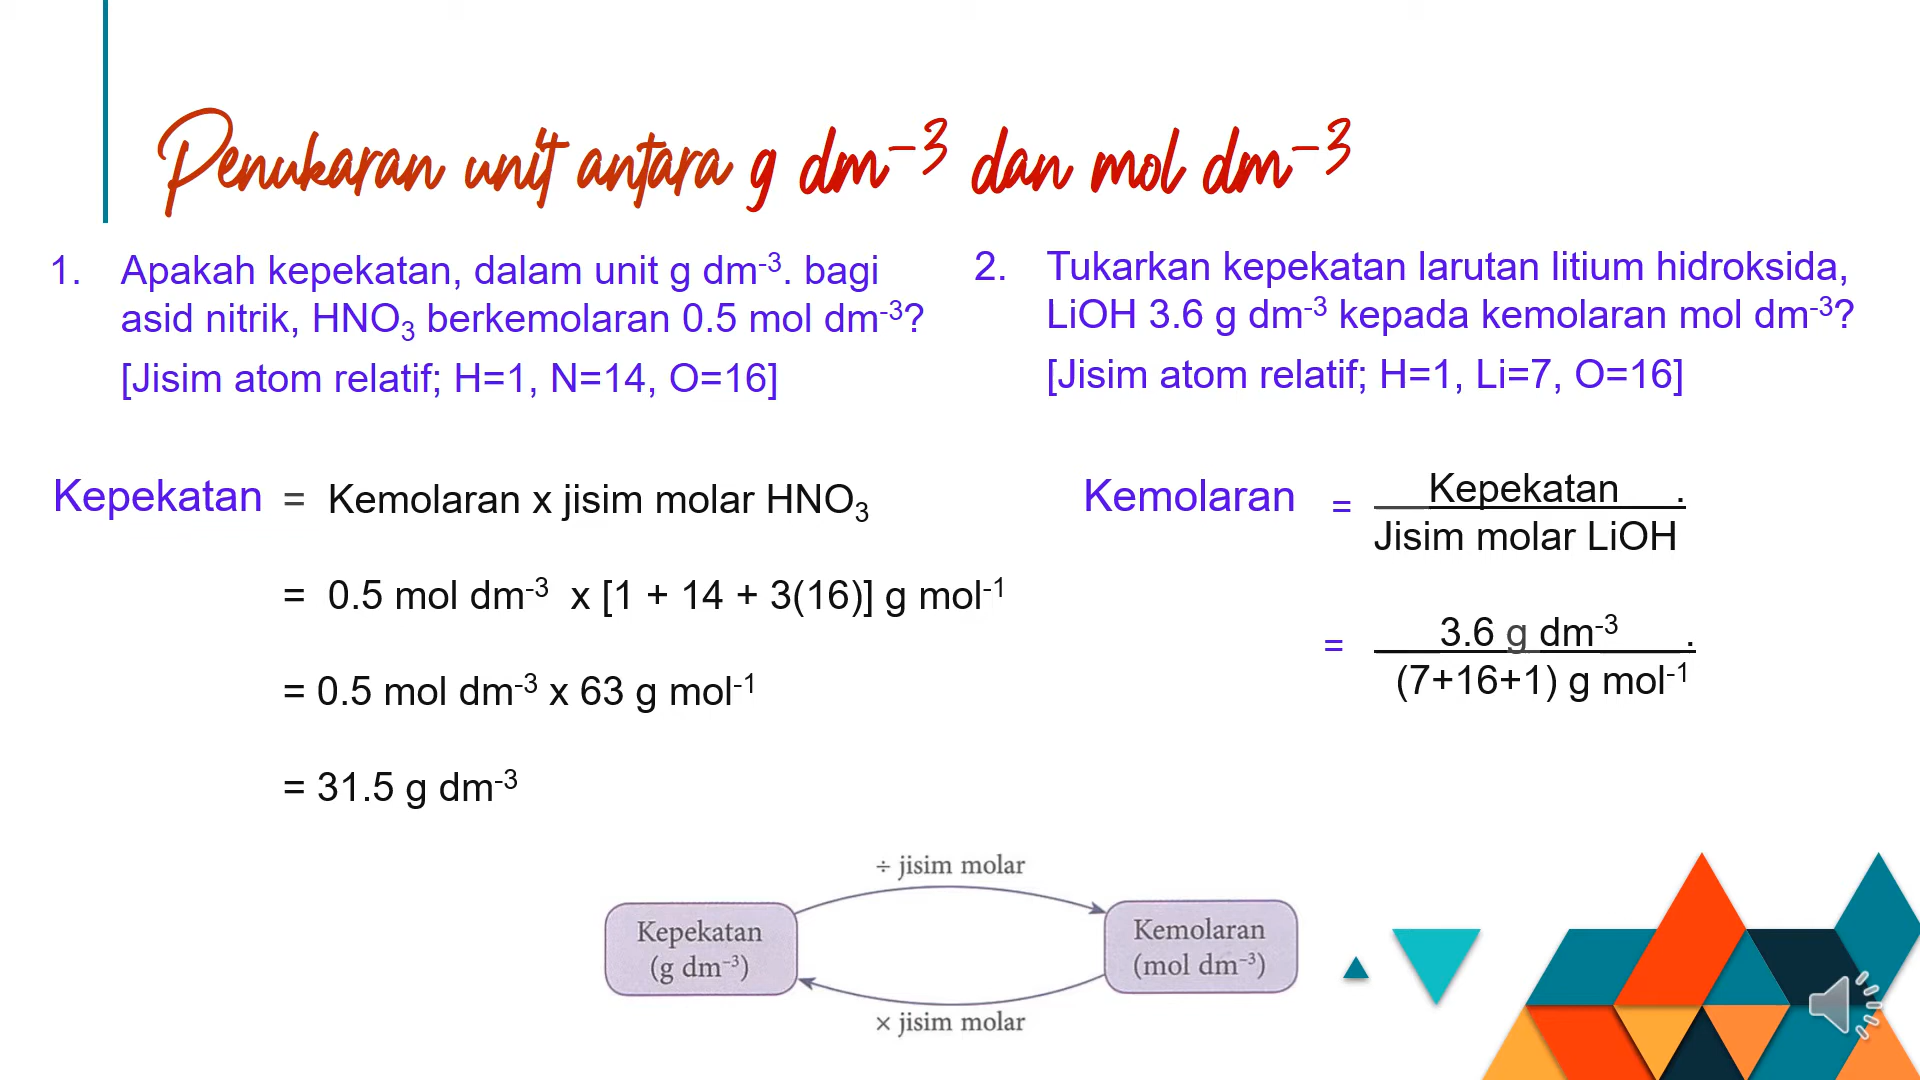 Penukaran unit antara g dm⁻³ dan mol dm⁻³
1. Apakah kepekatan, dalam unit g dm⁻³. bagi
asid nitrik, HNO₃ berkemolaran 0.5 mol dm⁻³?
[Jisim atom relatif; H=1, N=14, O=16]
Kepekatan = Kemolaran x jisim molar HNO₃
= 0.5 mol dm⁻³ x [1 + 14 + 3(16)] g mol⁻¹
= 0.5 mol dm⁻³ x 63 g mol⁻¹
= 31.5 g dm⁻³
2. Tukarkan kepekatan larutan litium hidroksida,
LiOH 3.6 g dm⁻³ kepada kemolaran mol dm⁻³?
[Jisim atom relatif; H=1, Li=7, O=16]
Kemolaran = Kepekatan .
Jisim molar LiOH
= 3.6 g dm⁻³ .
(7+16+1) g mol⁻¹
÷ jisim molar
Kepekatan
(g dm⁻³)
Kemolaran
(mol dm⁻³)
× jisim molar